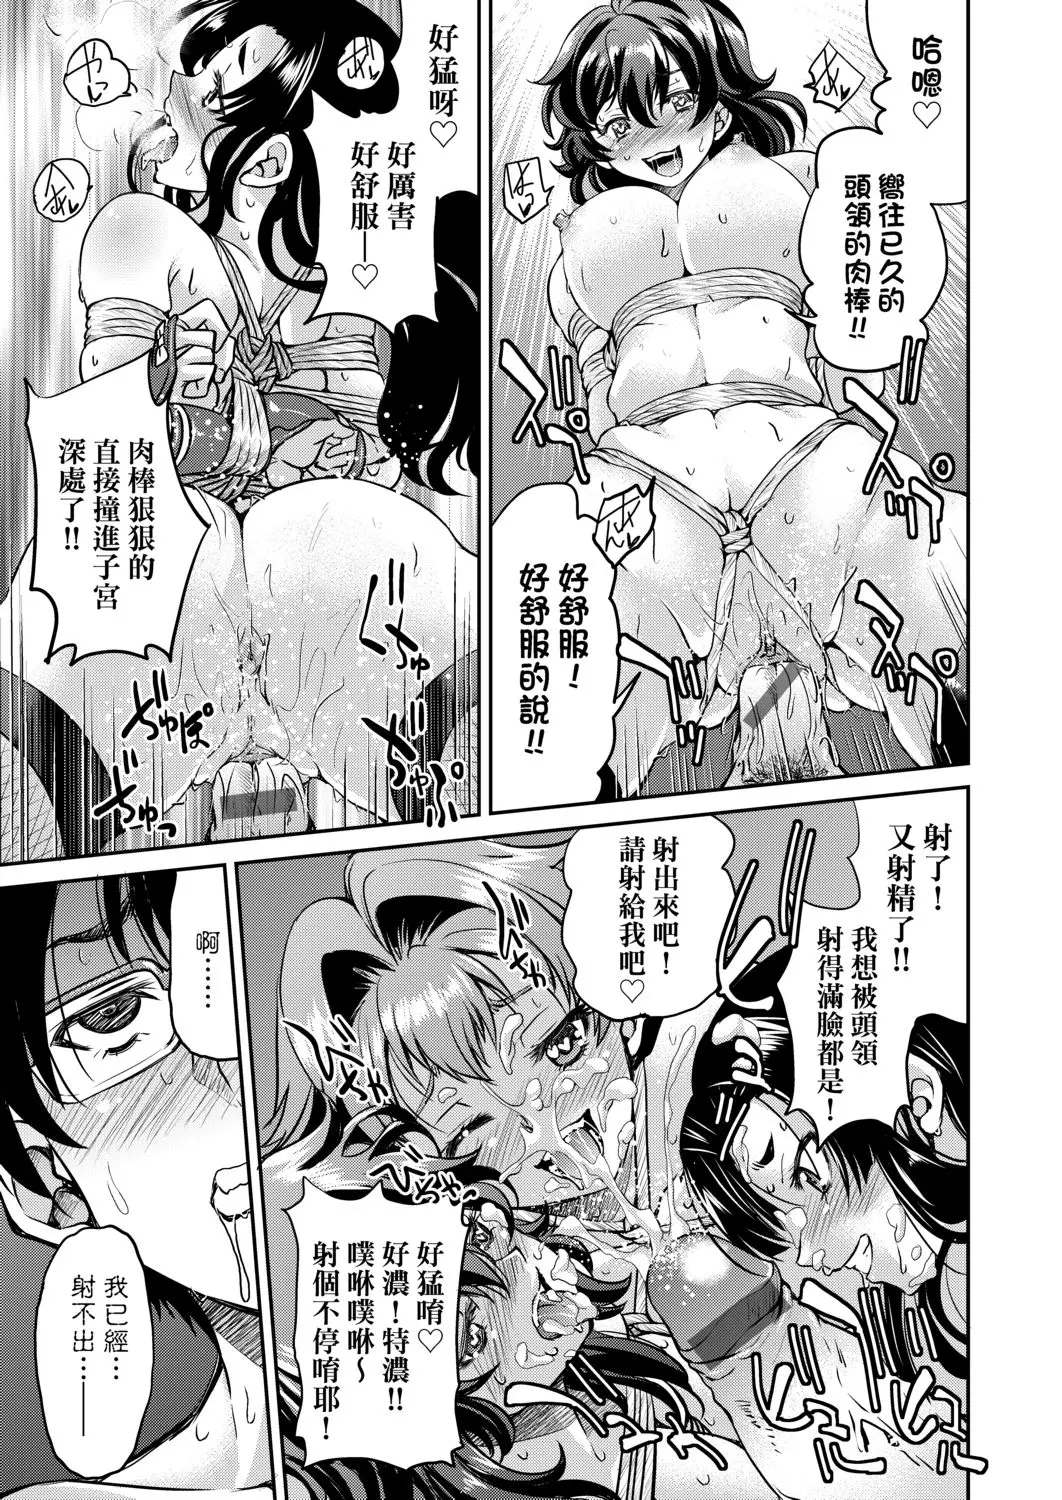 哈嗯♡
嚮往已久的
頭領的肉棒!!
好舒服！
好舒服的說!!
好猛呀♡
好厲害
好舒服——♡
肉棒狠狠的
直接撞進子宮
深處了!!
射了！
又射精了!!
我想被頭領
射得滿臉都是！
射出來吧！
請射給我吧♡
好猛唷♡
好濃！特濃!!
噗咻噗咻～
射個不停唷耶！
啊……
我已經…
射不出…——